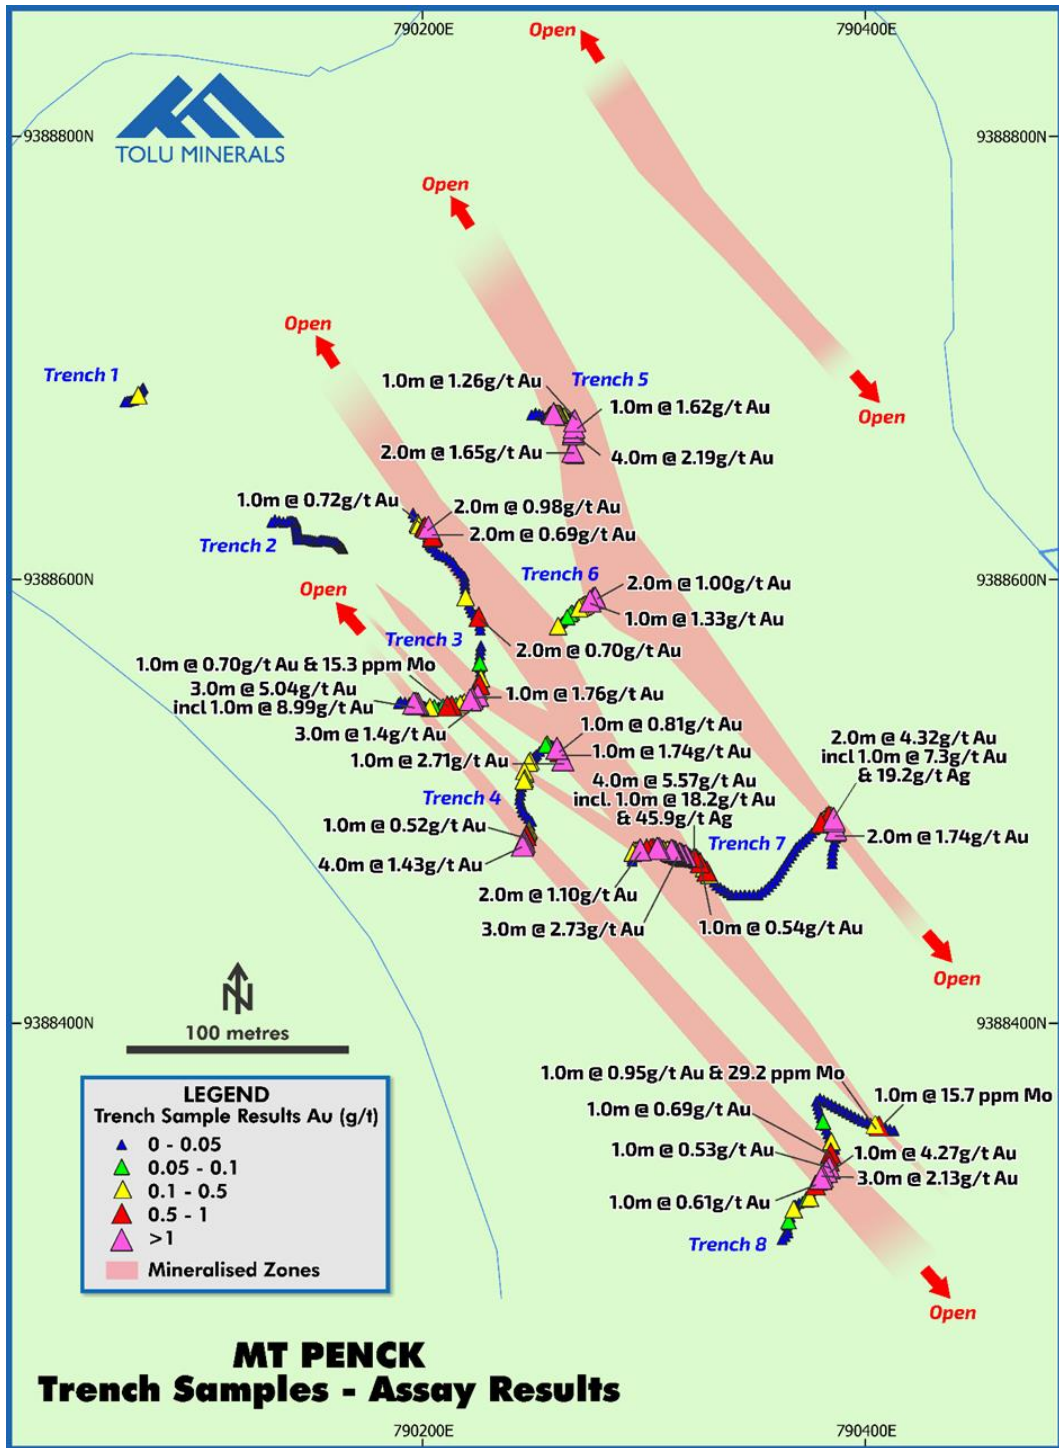 790200E
790400E
Open
9388800N
9388800N
TOLU MINERALS
Open
Open
Trench 1
1.0m @ 1.26g/t Au
Trench 5
1.0m @ 1.62g/t Au
Open
2.0m @ 1.65g/t Au
4.0m @ 2.19g/t Au
1.0m @ 0.72g/t Au
2.0m @ 0.98g/t Au
2.0m @ 0.69g/t Au
Trench 2
9388600N
9388600N
Trench 6
2.0m @ 1.00g/t Au
Open
1.0m @ 1.33g/t Au
Trench 3
2.0m @ 0.70g/t Au
1.0m @ 0.70g/t Au & 15.3 ppm Mo
3.0m @ 5.04g/t Au
incl 1.0m @ 8.99g/t Au
1.0m @ 1.76g/t Au
3.0m @ 1.4g/t Au
1.0m @ 0.81g/t Au
1.0m @ 1.74g/t Au
1.0m @ 2.71g/t Au
2.0m @ 4.32g/t Au
incl 1.0m @ 7.3g/t Au
& 19.2g/t Ag
4.0m @ 5.57g/t Au
incl. 1.0m @ 18.2g/t Au
& 45.9g/t Ag
Trench 4
1.0m @ 0.52g/t Au
Trench 7
2.0m @ 1.74g/t Au
4.0m @ 1.43g/t Au
2.0m @ 1.10g/t Au
3.0m @ 2.73g/t Au
1.0m @ 0.54g/t Au
Open
N
9388400N
9388400N
100 metres
1.0m @ 0.95g/t Au & 29.2 ppm Mo
1.0m @ 15.7 ppm Mo
1.0m @ 0.69g/t Au
1.0m @ 0.53g/t Au
1.0m @ 4.27g/t Au
3.0m @ 2.13g/t Au
1.0m @ 0.61g/t Au
Trench 8
Open
LEGEND
Trench Sample Results Au (g/t)
0 - 0.05
0.05 - 0.1
0.1 - 0.5
0.5 - 1
>1
Mineralised Zones
MT PENCK
Trench Samples - Assay Results
790200E
790400E